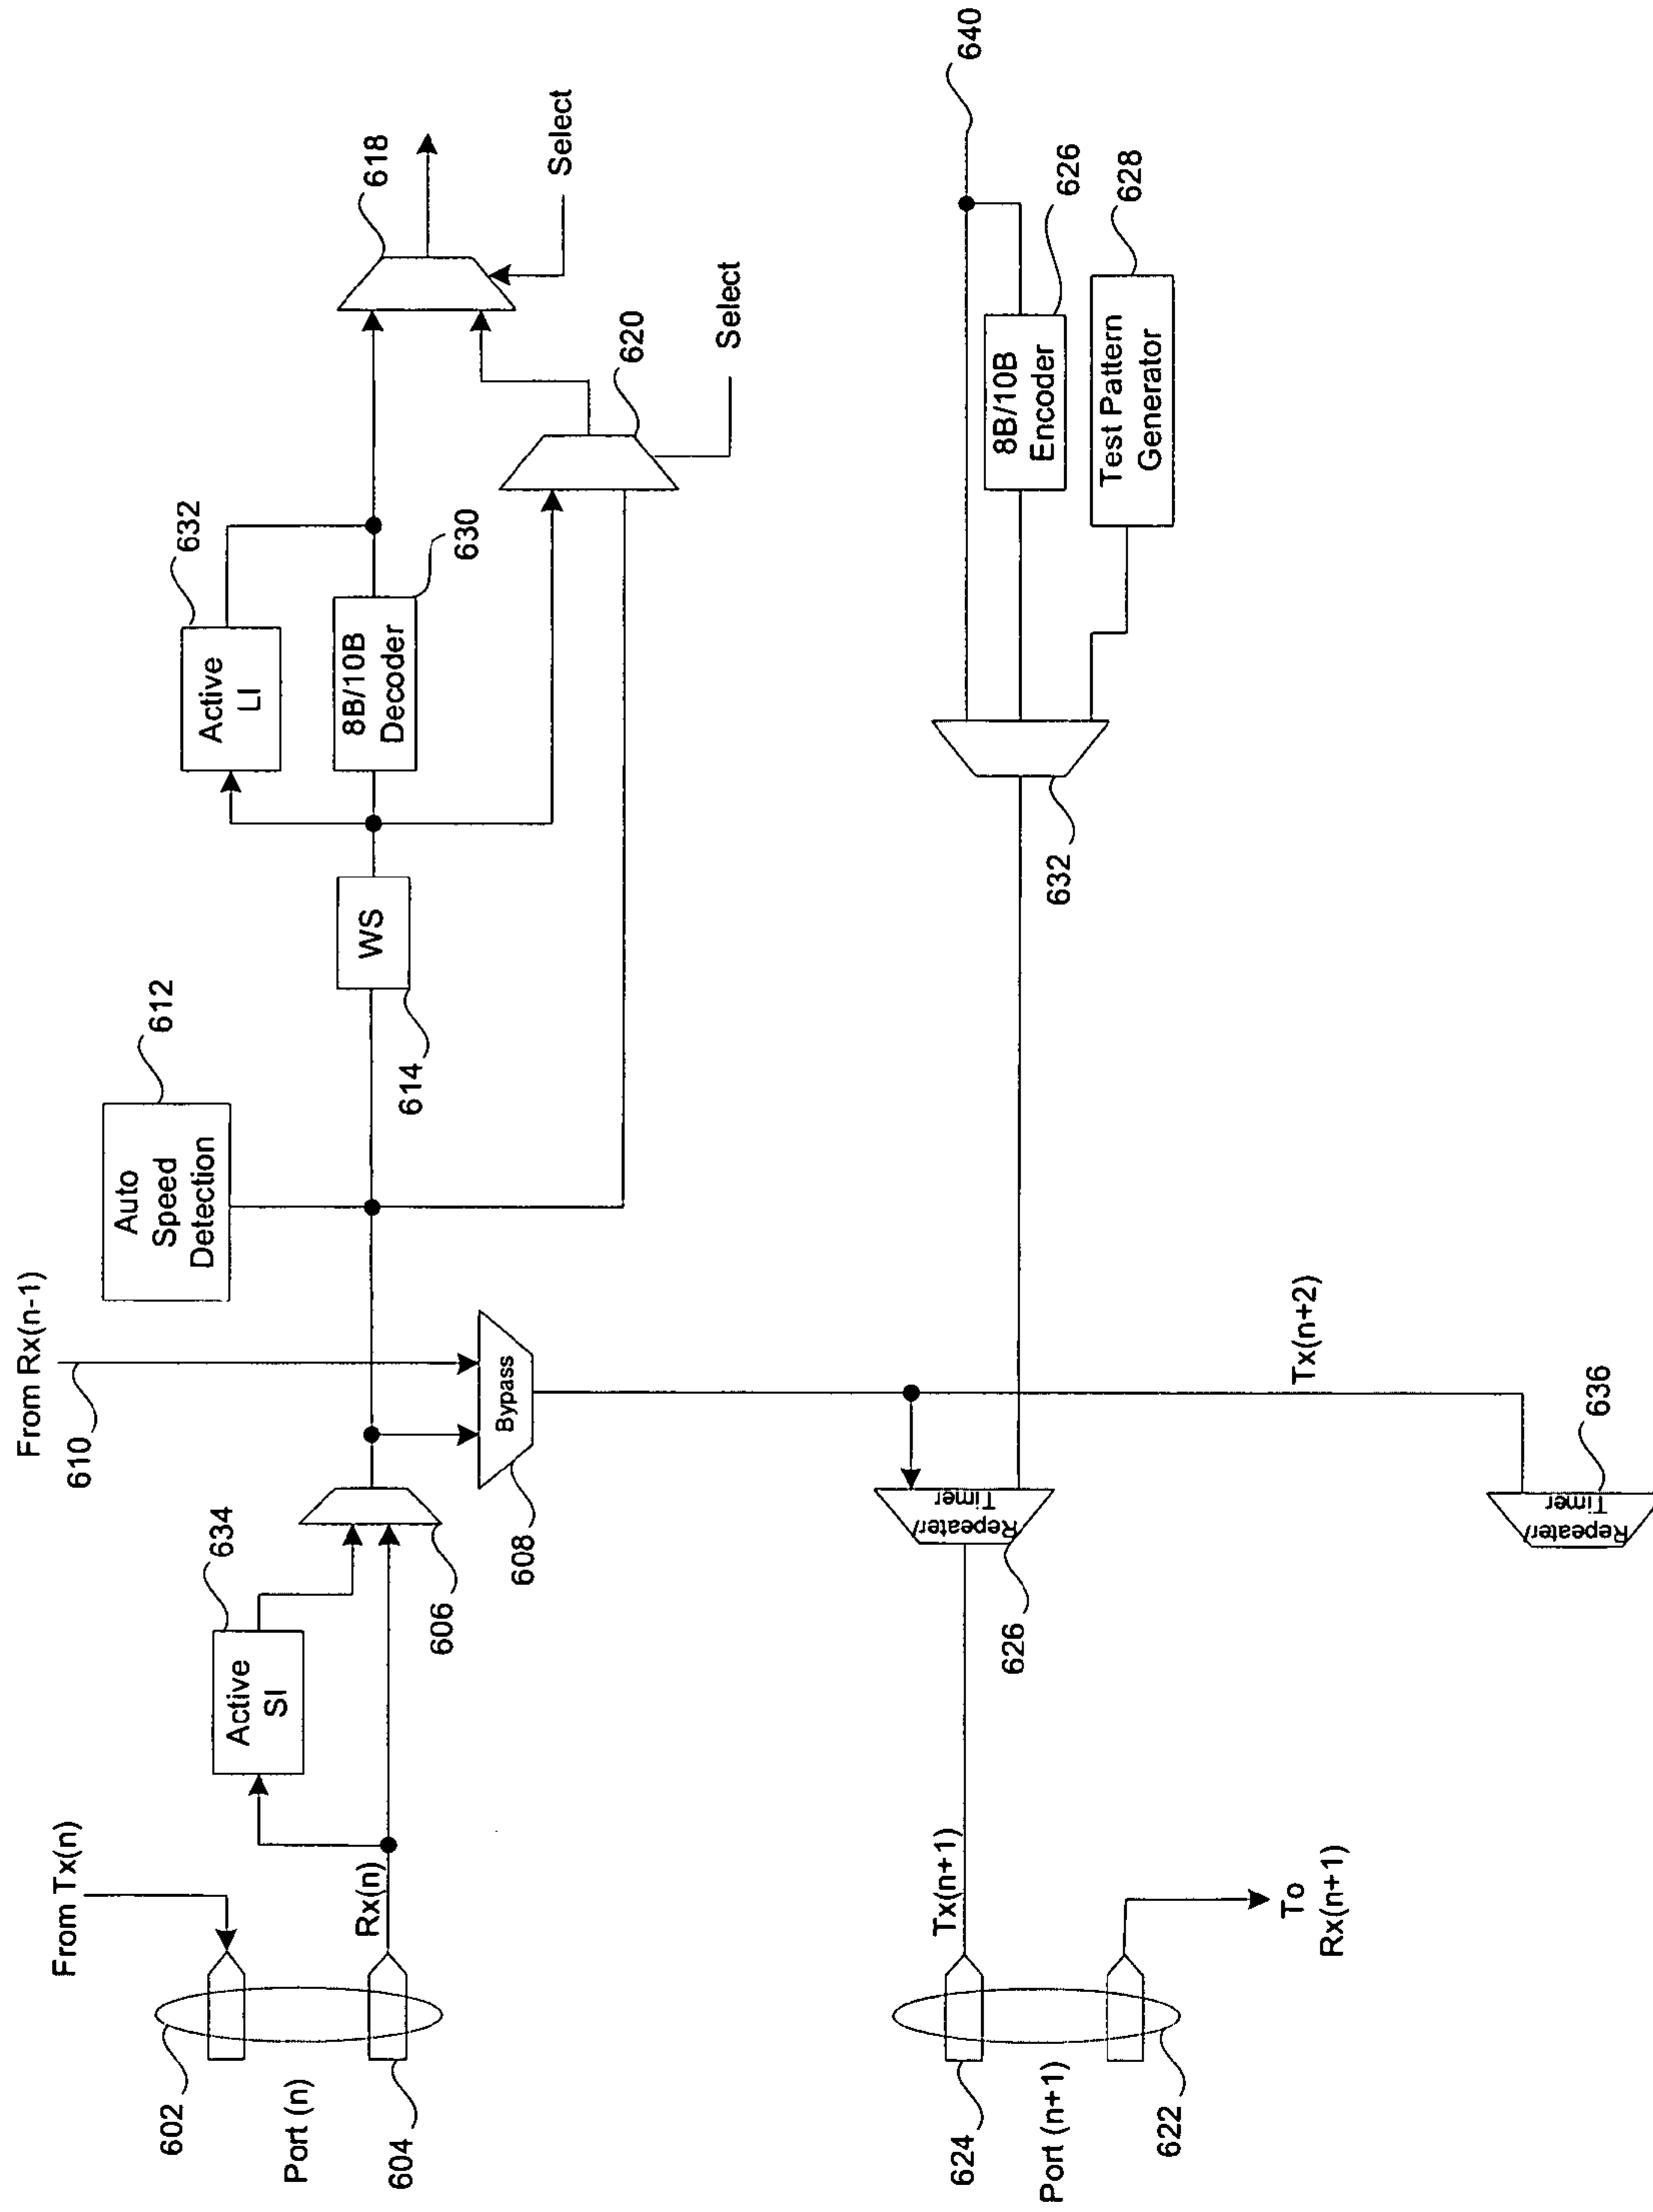 From Tx(n)
602
Port (n)
604
Rx(n)
Active
SI
634
606
From Rx(n-1)
610
Bypass
608
Auto
Speed
Detection
612
WS
614
Active
LI
632
8B/10B
Decoder
630
618
Select
620
Select
624
Port (n+1)
622
Tx(n+1)
To
Rx(n+1)
Repeater/
Timer
626
Tx(n+2)
Repeater/
Timer
636
632
8B/10B
Encoder
626
Test Pattern
Generator
628
640